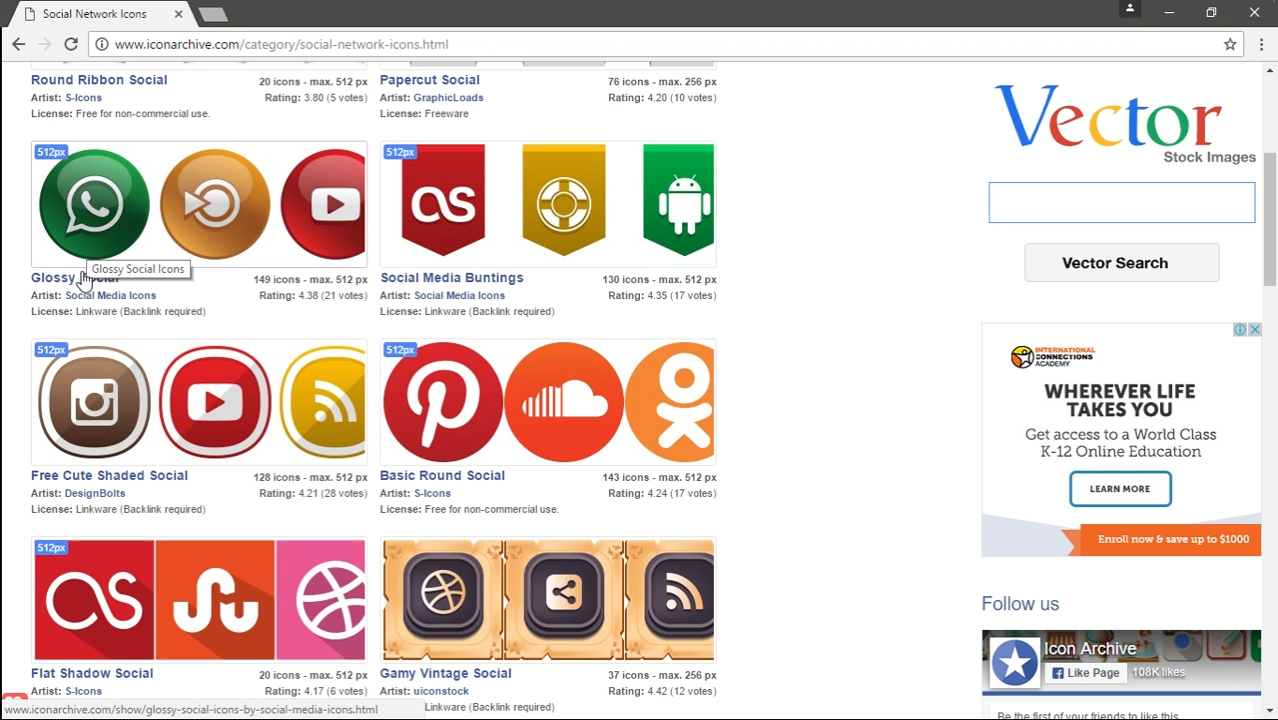 Social Network Icons
www.iconarchive.com/category/social-network-icons.html
Round Ribbon Social
20 icons - max. 512 px
Artist: S-Icons
Rating: 3.80 (5 votes)
License: Free for non-commercial use.
Papercut Social
76 icons - max. 256 px
Artist: GraphicLoads
Rating: 4.20 (10 votes)
License: Freeware
512px
Glossy
Glossy Social Icons
149 icons - max. 512 px
Artist: Social Media Icons
Rating: 4.38 (21 votes)
License: Linkware (Backlink required)
512px
Social Media Buntings
130 icons - max. 512 px
Artist: Social Media Icons
Rating: 4.35 (17 votes)
License: Linkware (Backlink required)
512px
Free Cute Shaded Social
128 icons - max. 512 px
Artist: DesignBolts
Rating: 4.21 (28 votes)
License: Linkware (Backlink required)
512px
Basic Round Social
143 icons - max. 512 px
Artist: S-Icons
Rating: 4.24 (17 votes)
License: Free for non-commercial use.
512px
Flat Shadow Social
20 icons - max. 512 px
Artist: S-Icons
Rating: 4.17 (6 votes)
Gamy Vintage Social
37 icons - max. 256 px
Artist: uiconstock
Rating: 4.42 (12 votes)
Linkware (Backlink required)
www.iconarchive.com/show/glossy-social-icons-by-social-media-icons.html
Vector
Stock Images
Vector Search
INTERNATIONAL
CONNECTIONS
ACADEMY
WHEREVER LIFE
TAKES YOU
Get access to a World Class
K-12 Online Education
LEARN MORE
Enroll now & save up to $1000
Follow us
Icon Archive
Like Page
108K likes
Be the first of your friends to like this